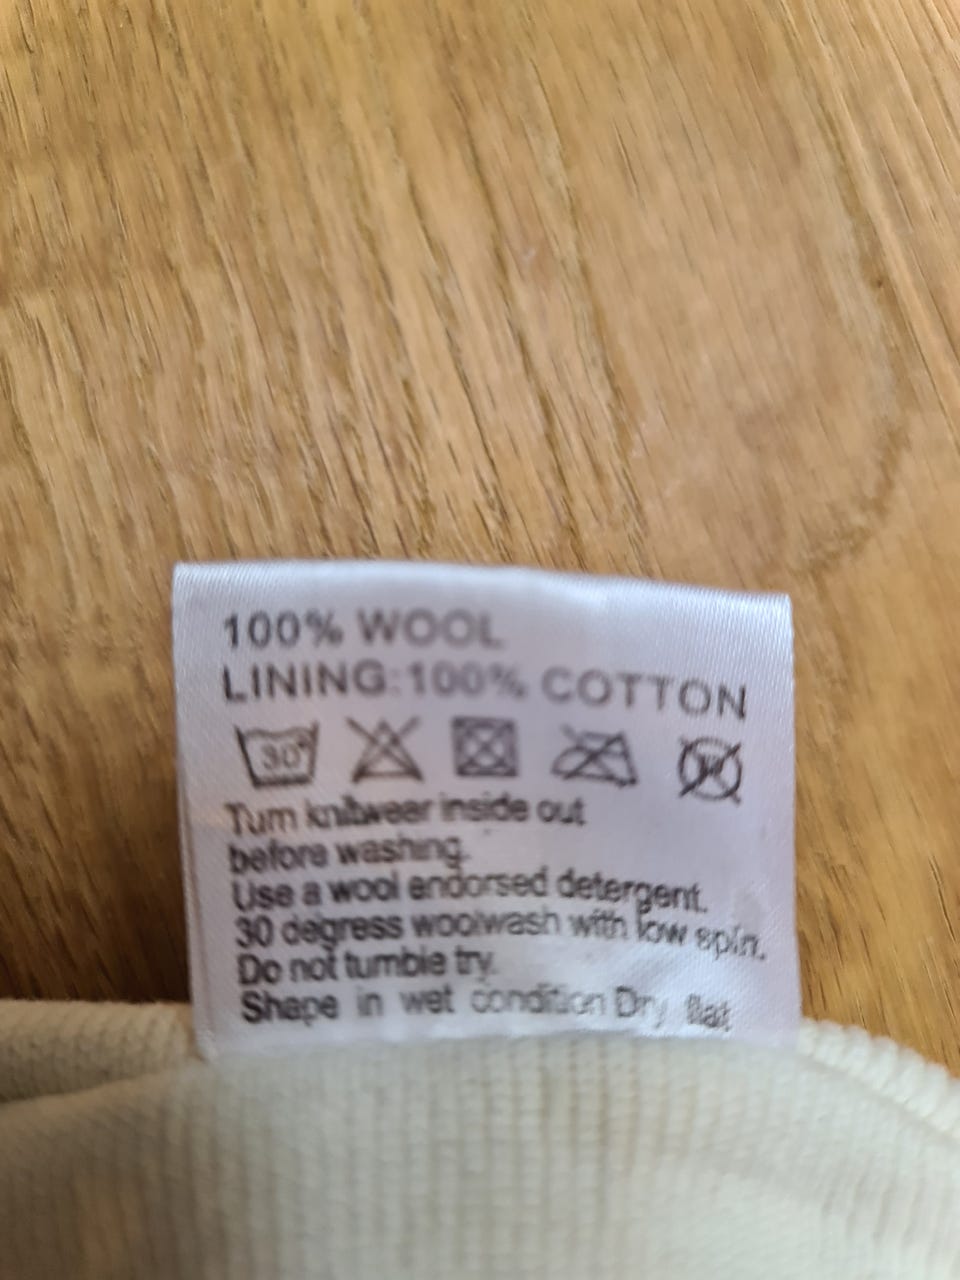 100% WOOL
LINING:100% COTTON
30°
Turn knitwear inside out
before washing.
Use a wool endorsed detergent.
30 degress woolwash with low spin.
Do not tumble try.
Shape in wet condition Dry flat